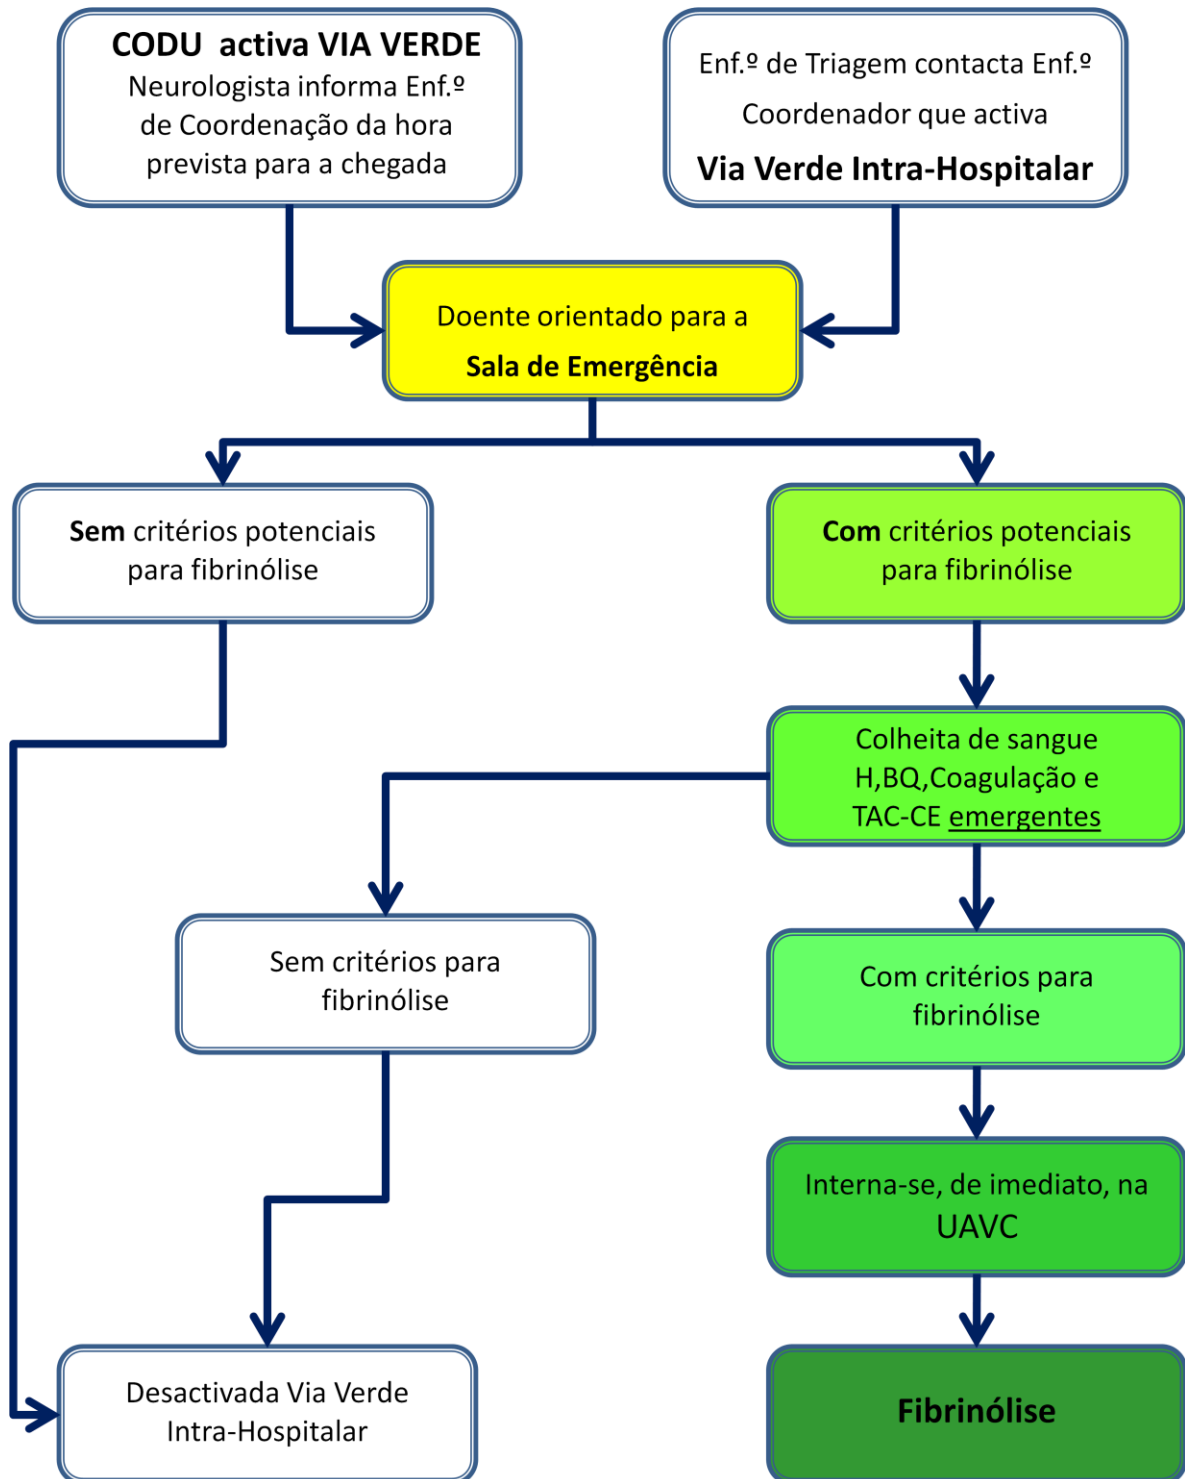 CODU activa VIA VERDE
Neurologista informa Enf.º
de Coordenação da hora
prevista para a chegada
Enf.º de Triagem contacta Enf.º
Coordenador que activa
Via Verde Intra-Hospitalar
Doente orientado para a
Sala de Emergência
Sem critérios potenciais
para fibrinólise
Com critérios potenciais
para fibrinólise
Colheita de sangue
H,BQ,Coagulação e
TAC-CE emergentes
Sem critérios para
fibrinólise
Com critérios para
fibrinólise
Interna-se, de imediato, na
UAVC
Desactivada Via Verde
Intra-Hospitalar
Fibrinólise